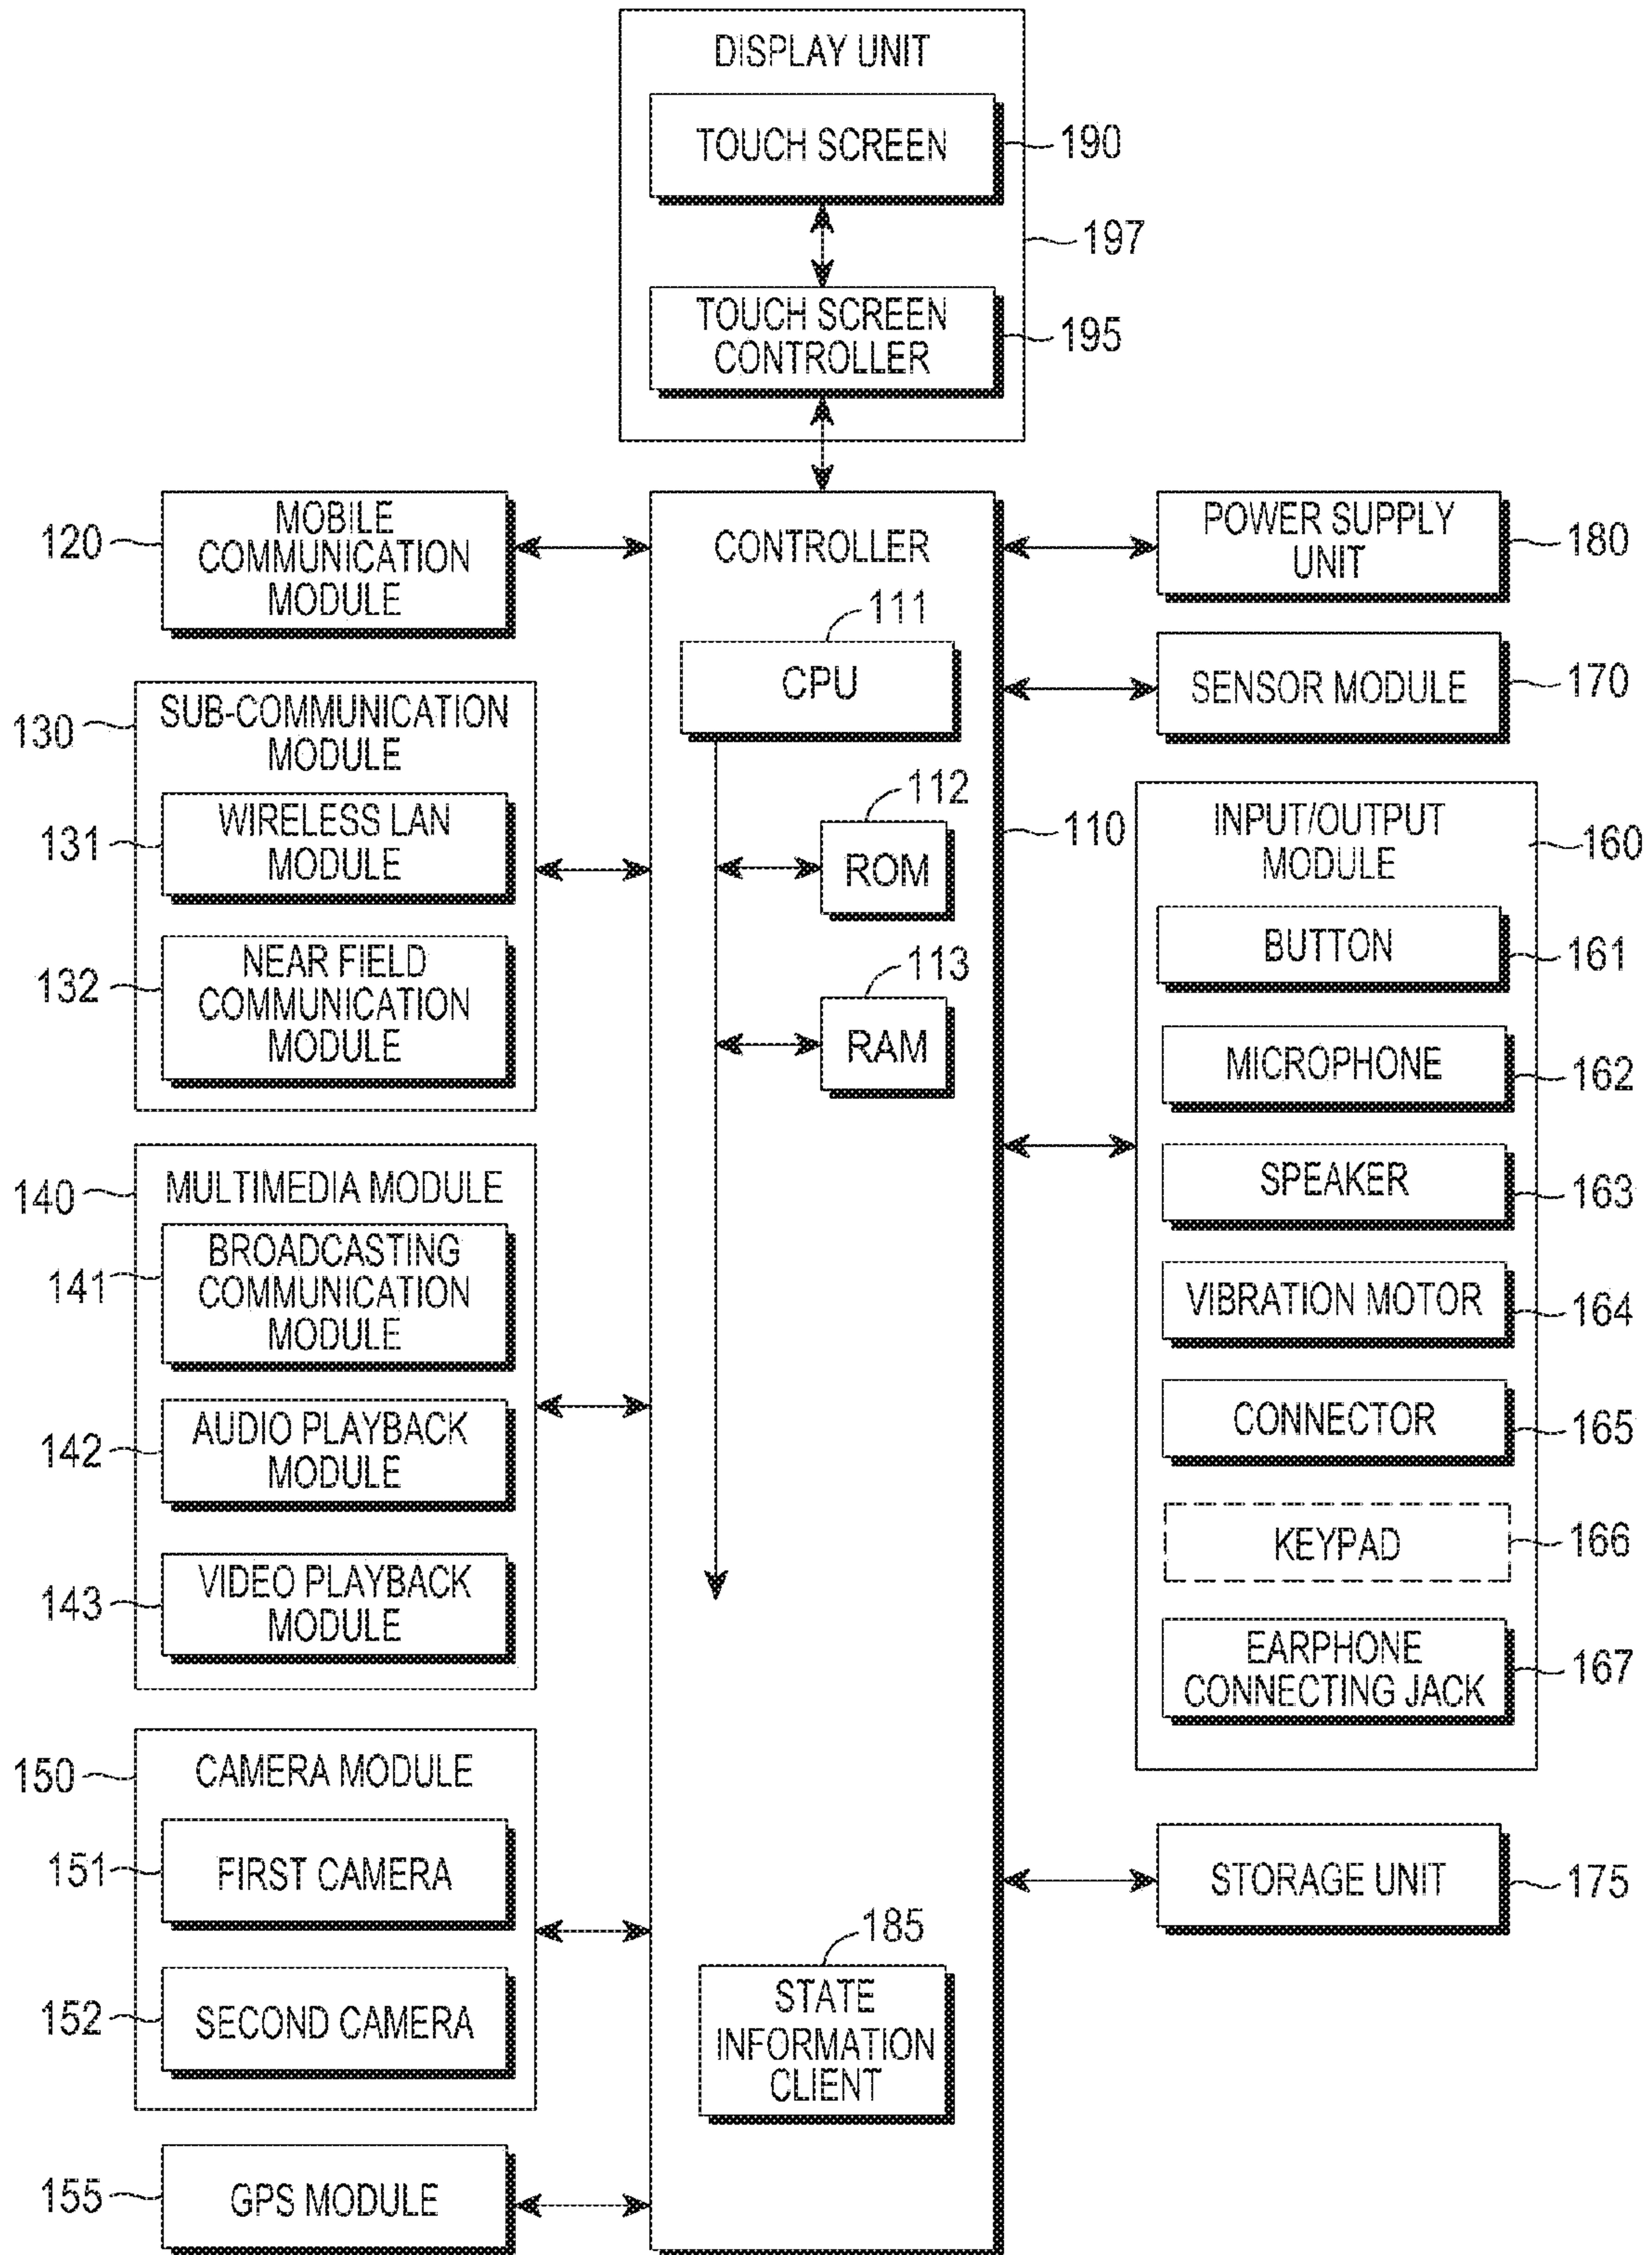 DISPLAY UNIT
TOUCH SCREEN
190
197
TOUCH SCREEN
CONTROLLER
195
MOBILE
COMMUNICATION
MODULE
120
SUB-COMMUNICATION
MODULE
130
WIRELESS LAN
MODULE
131
NEAR FIELD
COMMUNICATION
MODULE
132
MULTIMEDIA MODULE
140
BROADCASTING
COMMUNICATION
MODULE
141
AUDIO PLAYBACK
MODULE
142
VIDEO PLAYBACK
MODULE
143
CAMERA MODULE
150
FIRST CAMERA
151
SECOND CAMERA
152
GPS MODULE
155
CONTROLLER
110
111
CPU
112
ROM
113
RAM
185
STATE
INFORMATION
CLIENT
POWER SUPPLY
UNIT
180
SENSOR MODULE
170
INPUT/OUTPUT
MODULE
160
BUTTON
161
MICROPHONE
162
SPEAKER
163
VIBRATION MOTOR
164
CONNECTOR
165
KEYPAD
166
EARPHONE
CONNECTING JACK
167
STORAGE UNIT
175